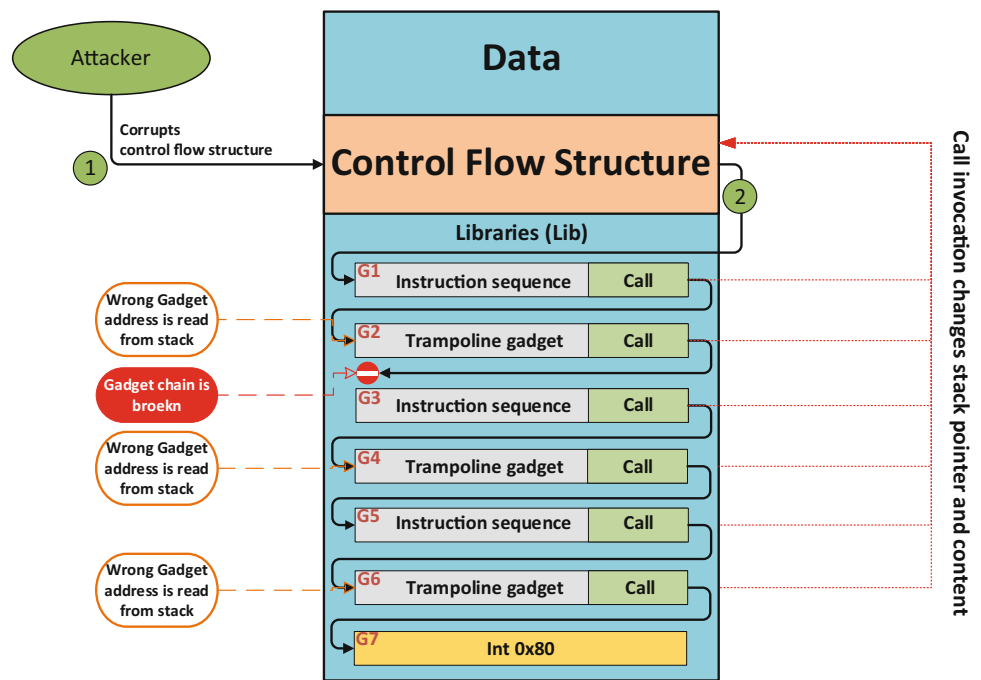 Attacker
Data
Corrupts
control flow structure
1
Control Flow Structure
2
Libraries (Lib)
G1
Instruction sequence
Call
Wrong Gadget
address is read
from stack
G2
Trampoline gadget
Call
Gadget chain is
broekn
G3
Instruction sequence
Call
Wrong Gadget
address is read
from stack
G4
Trampoline gadget
Call
G5
Instruction sequence
Call
Wrong Gadget
address is read
from stack
G6
Trampoline gadget
Call
G7
Int 0x80
Call invocation changes stack pointer and content